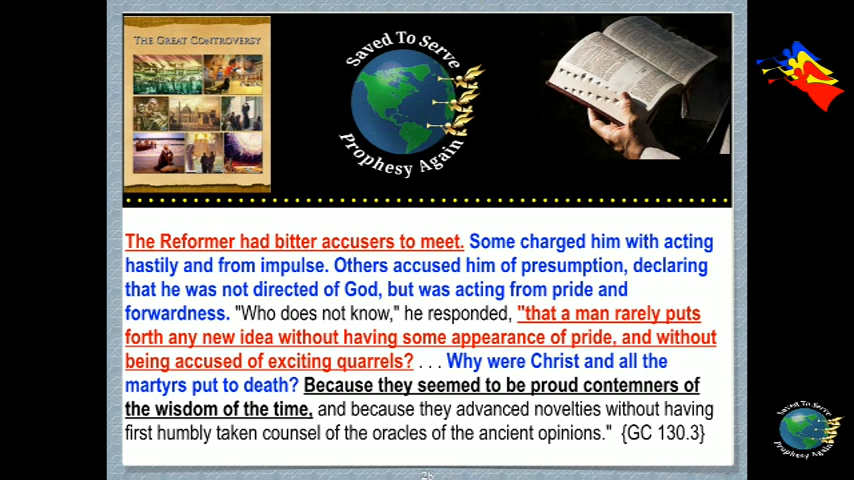 THE GREAT CONTROVERSY
Saved To Serve
Prophesy Again
The Reformer had bitter accusers to meet. Some charged him with acting
hastily and from impulse. Others accused him of presumption, declaring
that he was not directed of God, but was acting from pride and
forwardness. "Who does not know," he responded, "that a man rarely puts
forth any new idea without having some appearance of pride, and without
being accused of exciting quarrels? . . . Why were Christ and all the
martyrs put to death? Because they seemed to be proud contemners of
the wisdom of the time, and because they advanced novelties without having
first humbly taken counsel of the oracles of the ancient opinions." {GC 130.3}
Saved To Serve
Prophesy Again